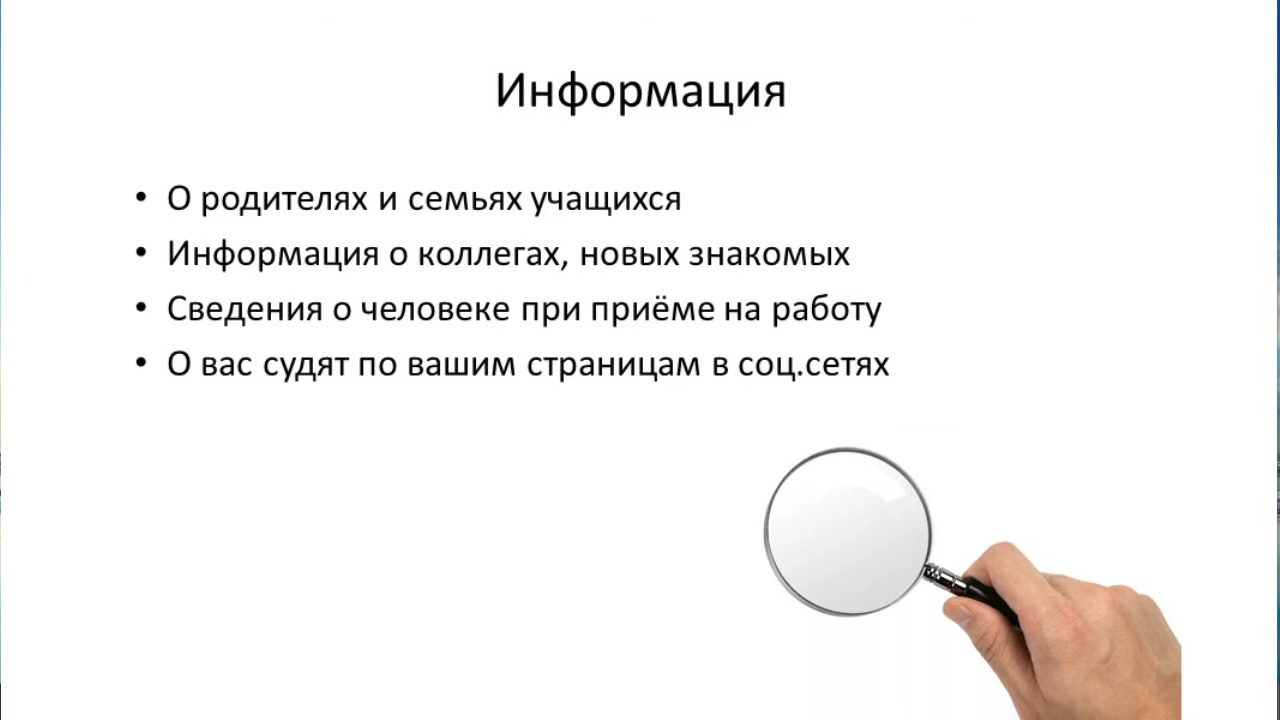 Информация
• О родителях и семьях учащихся
• Информация о коллегах, новых знакомых
• Сведения о человеке при приёме на работу
• О вас судят по вашим страницам в соц.сетях